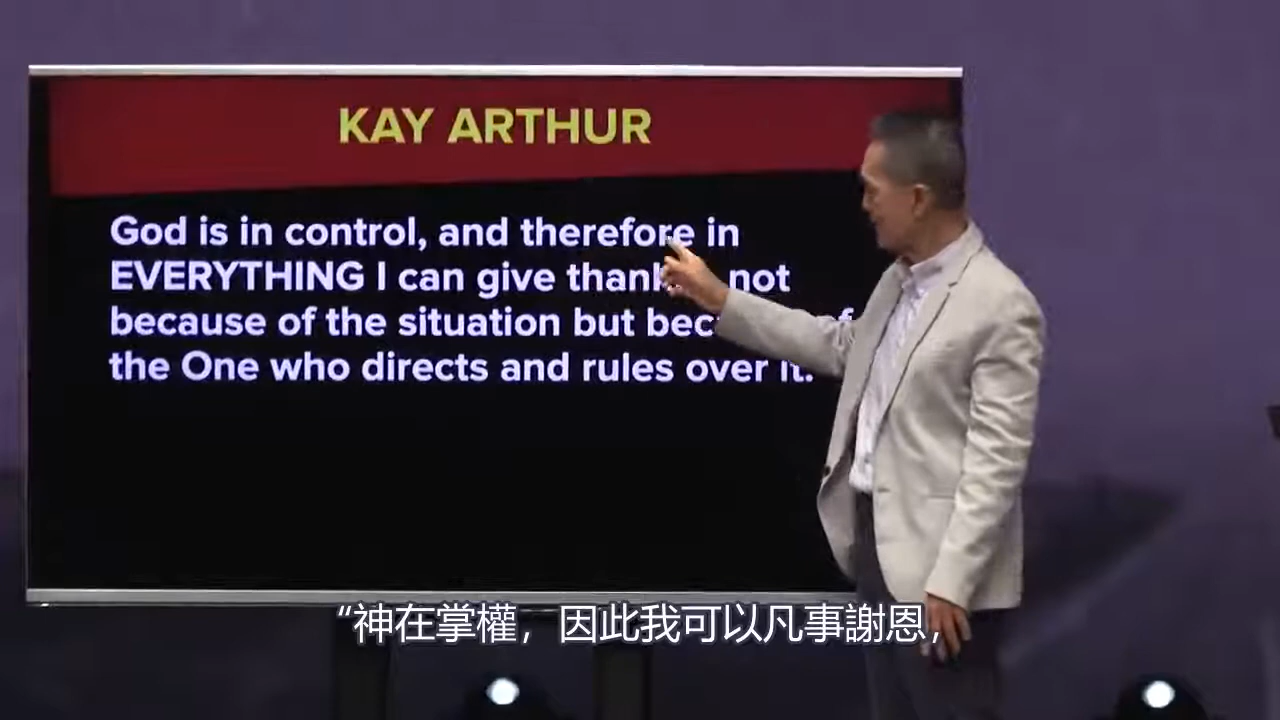 KAY ARTHUR
God is in control, and therefore in
EVERYTHING I can give not
because of the situation but
the One who directs and rules over it.
“神在掌權，因此我可以凡事謝恩，